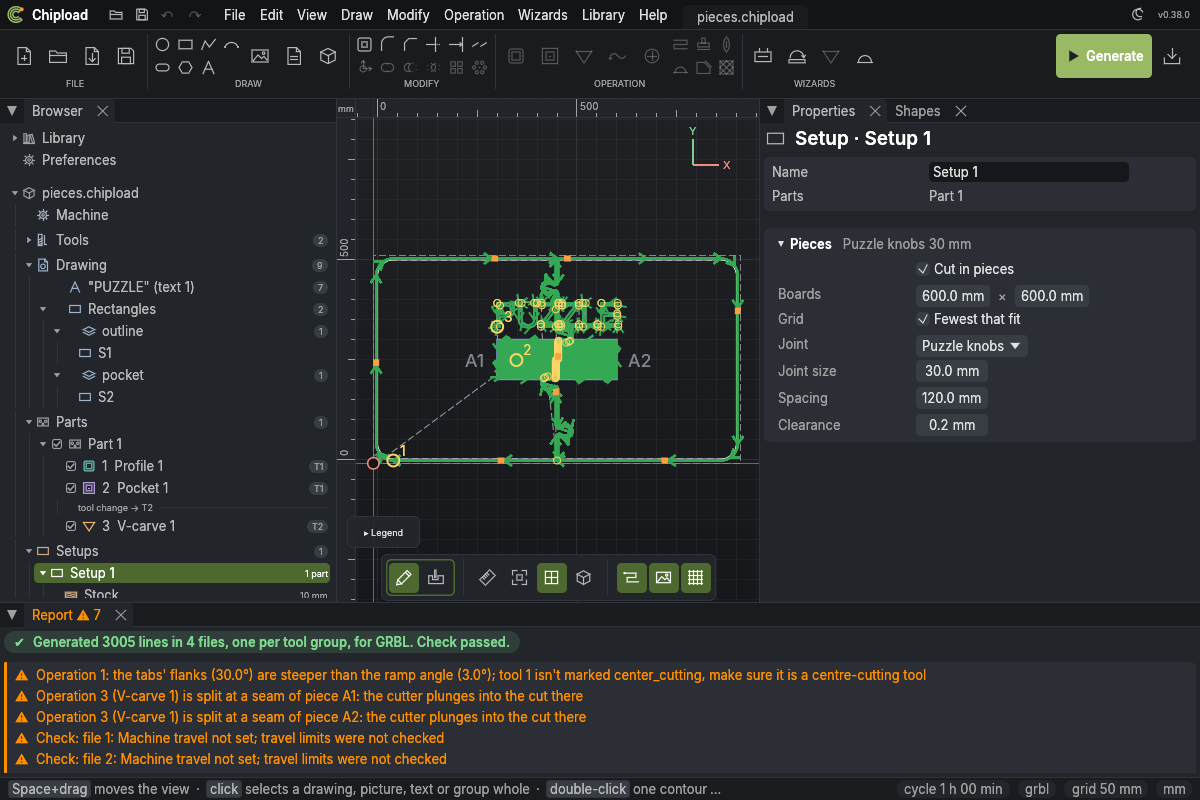 Chipload
File Edit View Draw Modify Operation Wizards Library Help
pieces.chipload
v0.38.0
FILE
DRAW
MODIFY
OPERATION
WIZARDS
Generate
Browser
Library
Preferences
pieces.chipload
Machine
Tools 2
Drawing 9
"PUZZLE" (text 1) 7
Rectangles 2
outline 1
S1
pocket 1
S2
Parts 1
Part 1
1 Profile 1 T1
2 Pocket 1 T1
tool change → T2
3 V-carve 1 T2
Setups 1
Setup 1 1 part
Stock 10 mm
mm 0 500
500
0
Y
X
A1
A2
1
2
3
PUZZLE
Legend
Properties
Shapes
Setup · Setup 1
Name Setup 1
Parts Part 1
Pieces Puzzle knobs 30 mm
Cut in pieces
Boards 600.0 mm × 600.0 mm
Grid Fewest that fit
Joint Puzzle knobs
Joint size 30.0 mm
Spacing 120.0 mm
Clearance 0.2 mm
Report 7
Generated 3005 lines in 4 files, one per tool group, for GRBL. Check passed.
Operation 1: the tabs' flanks (30.0°) are steeper than the ramp angle (3.0°); tool 1 isn't marked center_cutting, make sure it is a centre-cutting tool
Operation 3 (V-carve 1) is split at a seam of piece A1: the cutter plunges into the cut there
Operation 3 (V-carve 1) is split at a seam of piece A2: the cutter plunges into the cut there
Check: file 1: Machine travel not set; travel limits were not checked
Check: file 2: Machine travel not set; travel limits were not checked
Space+drag moves the view · click selects a drawing, picture, text or group whole · double-click one contour ...
cycle 1 h 00 min grbl grid 50 mm mm